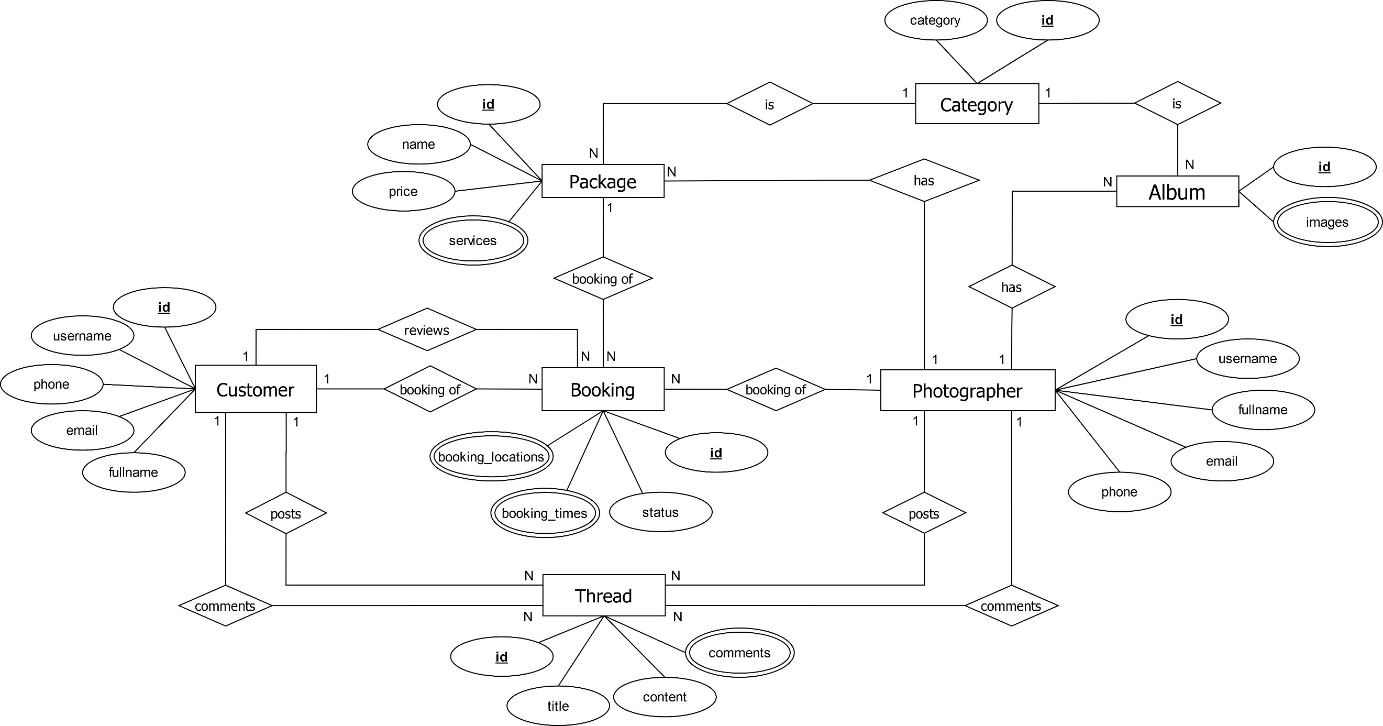 category
id
id
is
1
Category
1
is
name
N
N
id
Package
N
has
N
Album
price
1
services
images
booking of
has
id
id
username
reviews
username
phone
1
N
N
1
1
Customer
1
booking of
N
Booking
N
booking of
1
Photographer
fullname
email
1
1
1
1
fullname
booking_locations
id
email
phone
posts
booking_times
status
posts
N
N
Thread
comments
comments
N
N
id
comments
title
content